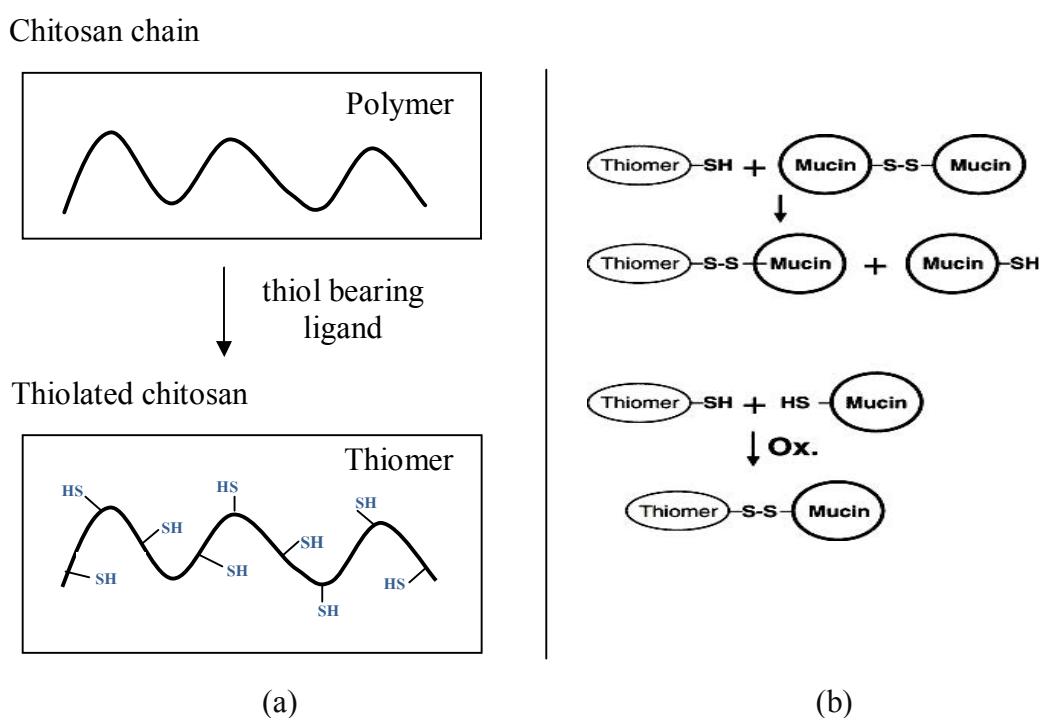 Chitosan chain
Polymer
thiol bearing
ligand
Thiolated chitosan
Thiomer
HS
SH
HS
SH
SH
SH
SH
SH
HS
SH
(a)
Thiomer -SH + Mucin -S-S- Mucin
Thiomer -S-S- Mucin + Mucin -SH
Thiomer -SH + HS - Mucin
Ox.
Thiomer -S-S- Mucin
(b)